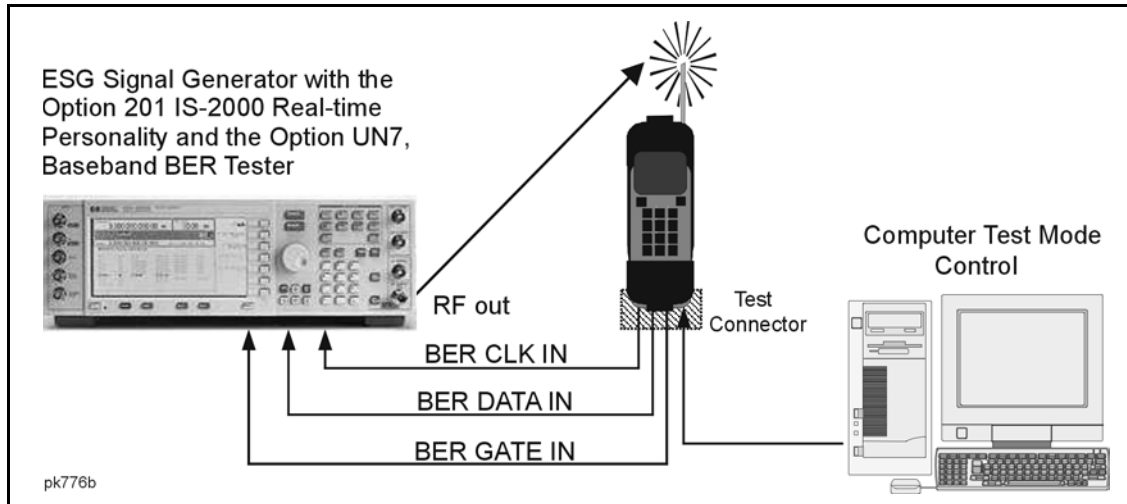 ESG Signal Generator with the
Option 201 IS-2000 Real-time
Personality and the Option UN7,
Baseband BER Tester
RF out
Test
Connector
Computer Test Mode
Control
BER CLK IN
BER DATA IN
BER GATE IN
pk776b